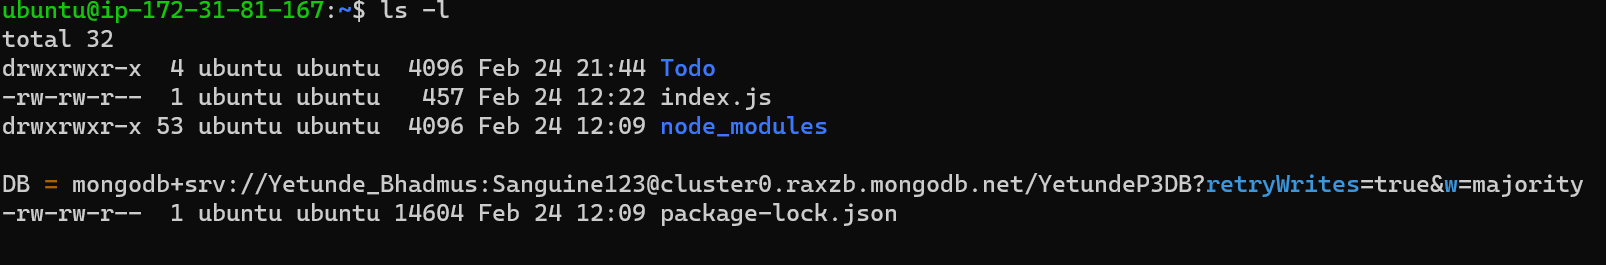 ubuntu@ip-172-31-81-167:~$ ls -l
total 32
drwxrwxr-x  4 ubuntu ubuntu  4096 Feb 24 21:44 Todo
-rw-rw-r--  1 ubuntu ubuntu   457 Feb 24 12:22 index.js
drwxrwxr-x 53 ubuntu ubuntu  4096 Feb 24 12:09 node_modules
DB = mongodb+srv://Yetunde_Bhadmus:Sanguine123@cluster0.raxzb.mongodb.net/YetundeP3DB?retryWrites=true&w=majority
-rw-rw-r--  1 ubuntu ubuntu 14604 Feb 24 12:09 package-lock.json